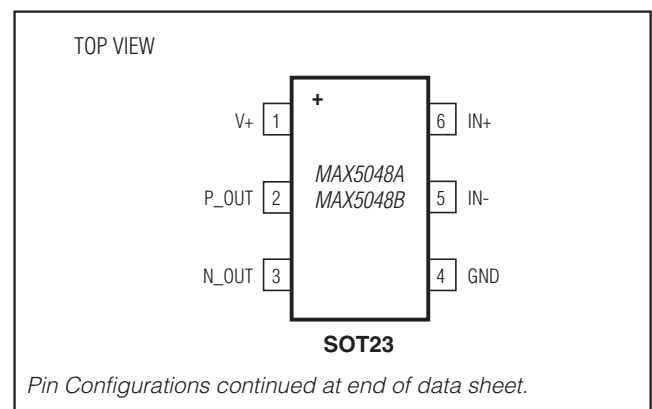 TOP VIEW
+
V+ 1 6 IN+
MAX5048A
P_OUT 2 MAX5048B 5 IN-
N_OUT 3 4 GND
SOT23
Pin Configurations continued at end of data sheet.